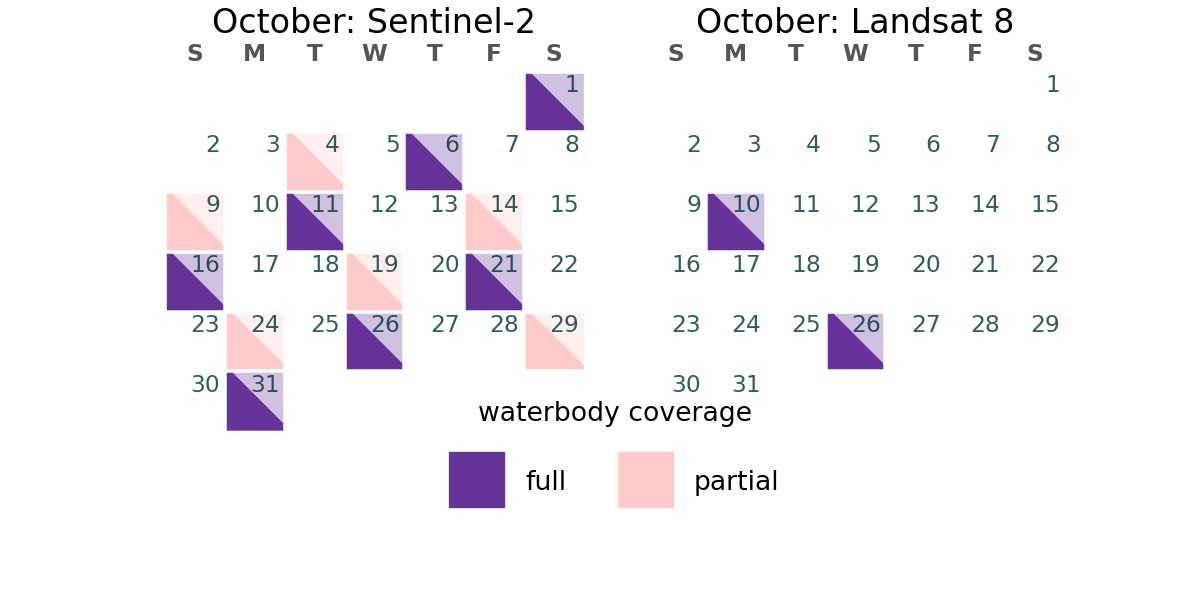 October: Sentinel-2
S M T W T F S
1
2 3 4 5 6 7 8
9 10 11 12 13 14 15
16 17 18 19 20 21 22
23 24 25 26 27 28 29
30 31
October: Landsat 8
S M T W T F S
1
2 3 4 5 6 7 8
9 10 11 12 13 14 15
16 17 18 19 20 21 22
23 24 25 26 27 28 29
30 31
waterbody coverage
full partial